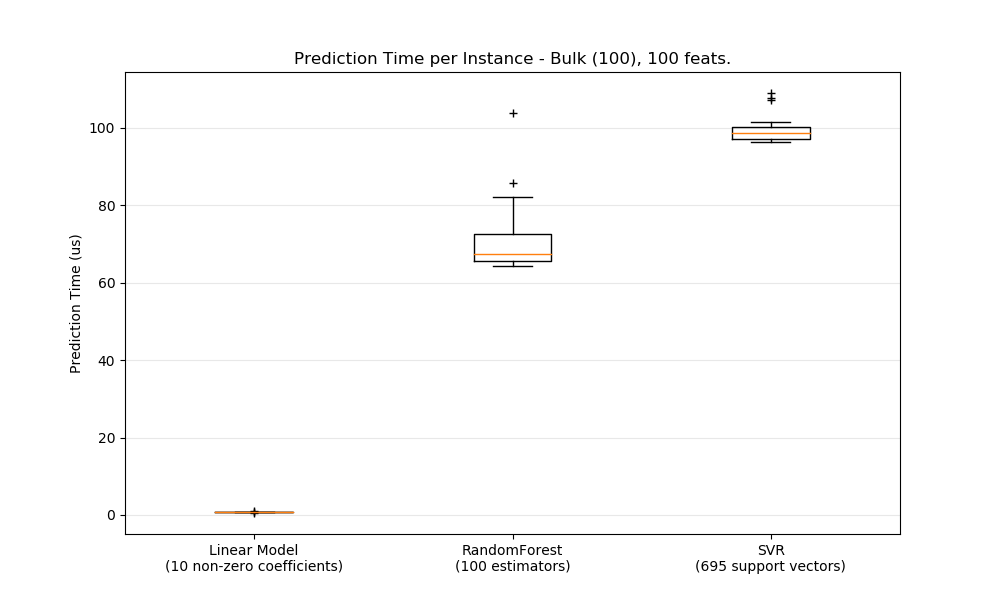 Prediction Time per Instance - Bulk (100), 100 feats.
Prediction Time (us)
100
80
60
40
20
0
Linear Model
(10 non-zero coefficients)
RandomForest
(100 estimators)
SVR
(695 support vectors)